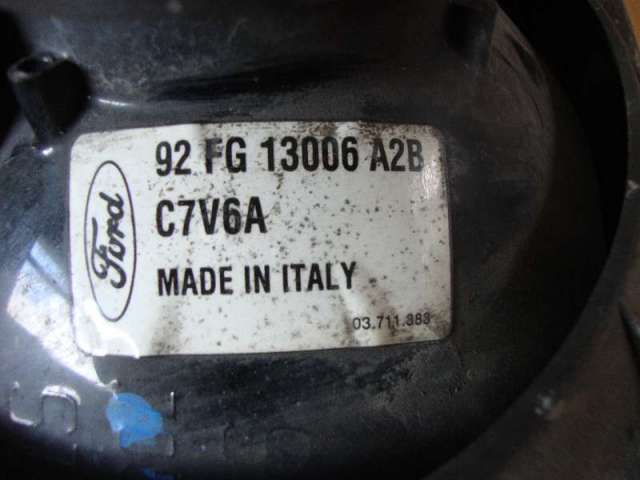 Ford
92 FG 13006 A2B
C7V6A
MADE IN ITALY
03.711.383